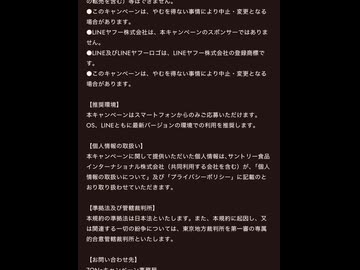 の転売を含む）等はできません。
●このキャンペーンは、やむを得ない事情により中止・変更となる
場合があります。
●LINEヤフー株式会社は、本キャンペーンのスポンサーではありま
せん。
●LINE及びLINEヤフーロゴは、LINEヤフー株式会社の登録商標で
す。
●このキャンペーンは、やむを得ない事情により中止・変更となる
場合があります。
【推奨環境】
本キャンペーンはスマートフォンからのみご応募いただけます。
OS、LINEともに最新バージョンの環境での利用を推奨します。
【個人情報の取扱い】
本キャンペーンに関して提供いただいた個人情報は、サントリー食品
インターナショナル株式会社（共同利用する会社を含む）が、「個人
情報の取扱いについて」及び「プライバシーポリシー」に記載のと
おり取り扱わせていただきます。
【準拠法及び管轄裁判所】
本規約の準拠法は日本法といたします。また、本規約に起因し、又
は関連する一切の紛争については、東京地方裁判所を第一審の専属
的合意管轄裁判所といたします。
【お問い合わせ先】